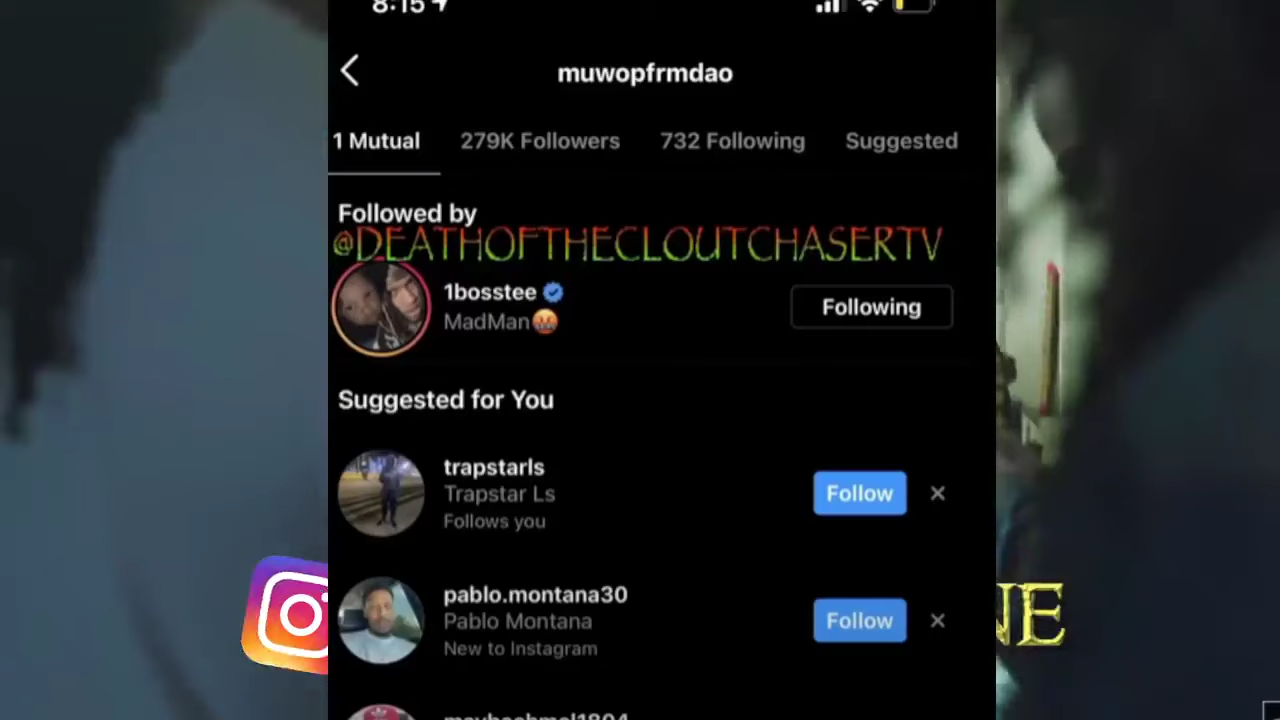 8:15
muwopfrmdao
1 Mutual 279K Followers 732 Following Suggested
Followed by
@DEATHOFTHECLOUTCHASERTV
1bosstee
MadMan🤬
Following
Suggested for You
trapstarls
Trapstar Ls
Follows you
Follow
pablo.montana30
Pablo Montana
New to Instagram
Follow
NE